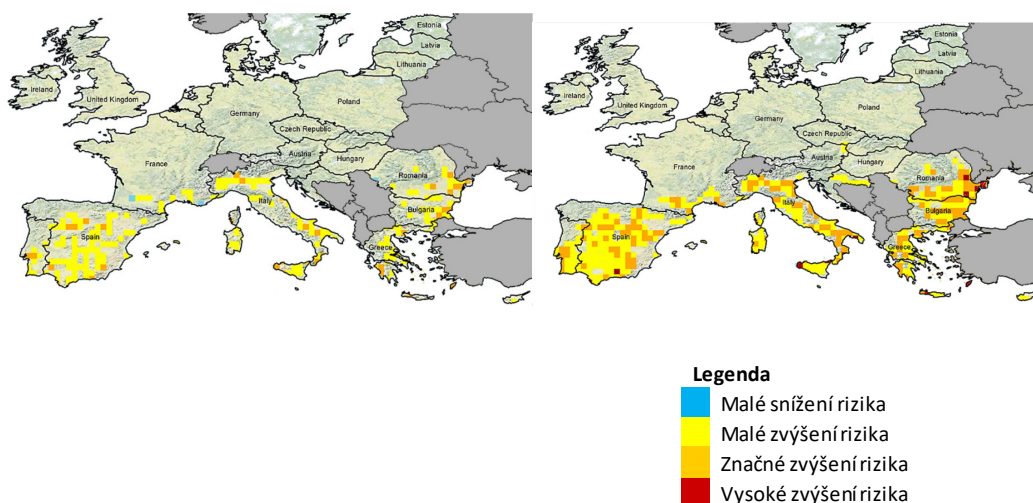 Estonia
Latvia
Lithuania
Ireland
United Kingdom
Poland
Germany
Czech Republic
Austria
Hungary
France
Romania
Italy
Bulgaria
Spain
Greece
Estonia
Latvia
Lithuania
Ireland
United Kingdom
Poland
Germany
Czech Republic
Austria
Hungary
France
Romania
Italy
Bulgaria
Spain
Greece
Legenda
Malé snížení rizika
Malé zvýšení rizika
Značné zvýšení rizika
Vysoké zvýšení rizika